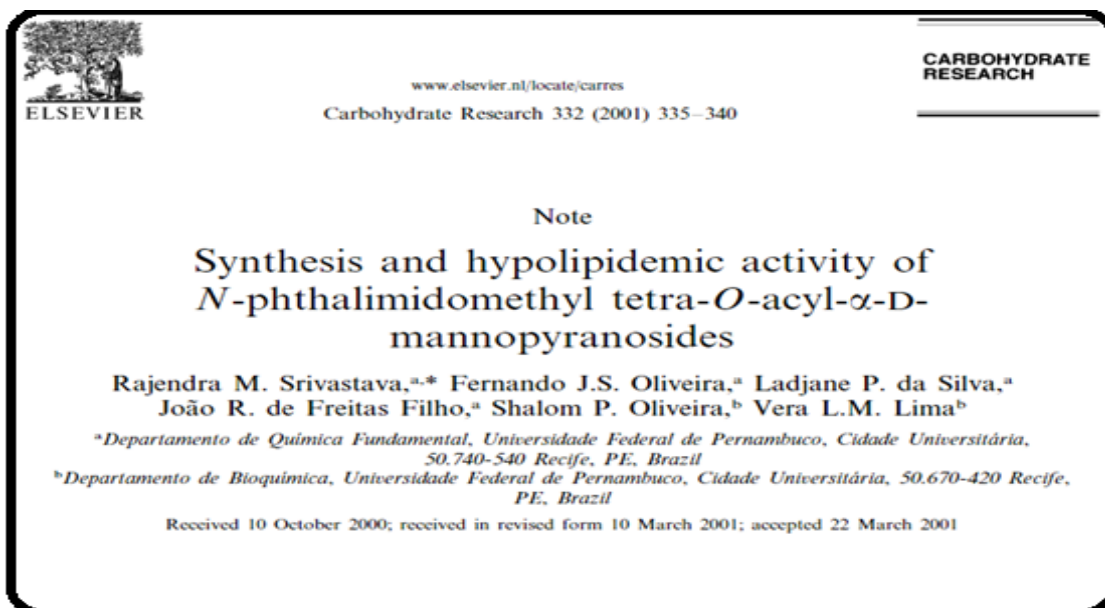 ELSEVIER
www.elsevier.nl/locate/carres
Carbohydrate Research 332 (2001) 335–340
CARBOHYDRATE
RESEARCH
Note
Synthesis and hypolipidemic activity of
N-phthalimidomethyl tetra-O-acyl-α-D-
mannopyranosides
Rajendra M. Srivastava,a,* Fernando J.S. Oliveira,a Ladjane P. da Silva,a
João R. de Freitas Filho,a Shalom P. Oliveira,b Vera L.M. Limab
aDepartamento de Química Fundamental, Universidade Federal de Pernambuco, Cidade Universitária,
50.740-540 Recife, PE, Brazil
bDepartamento de Bioquímica, Universidade Federal de Pernambuco, Cidade Universitária, 50.670-420 Recife,
PE, Brazil
Received 10 October 2000; received in revised form 10 March 2001; accepted 22 March 2001